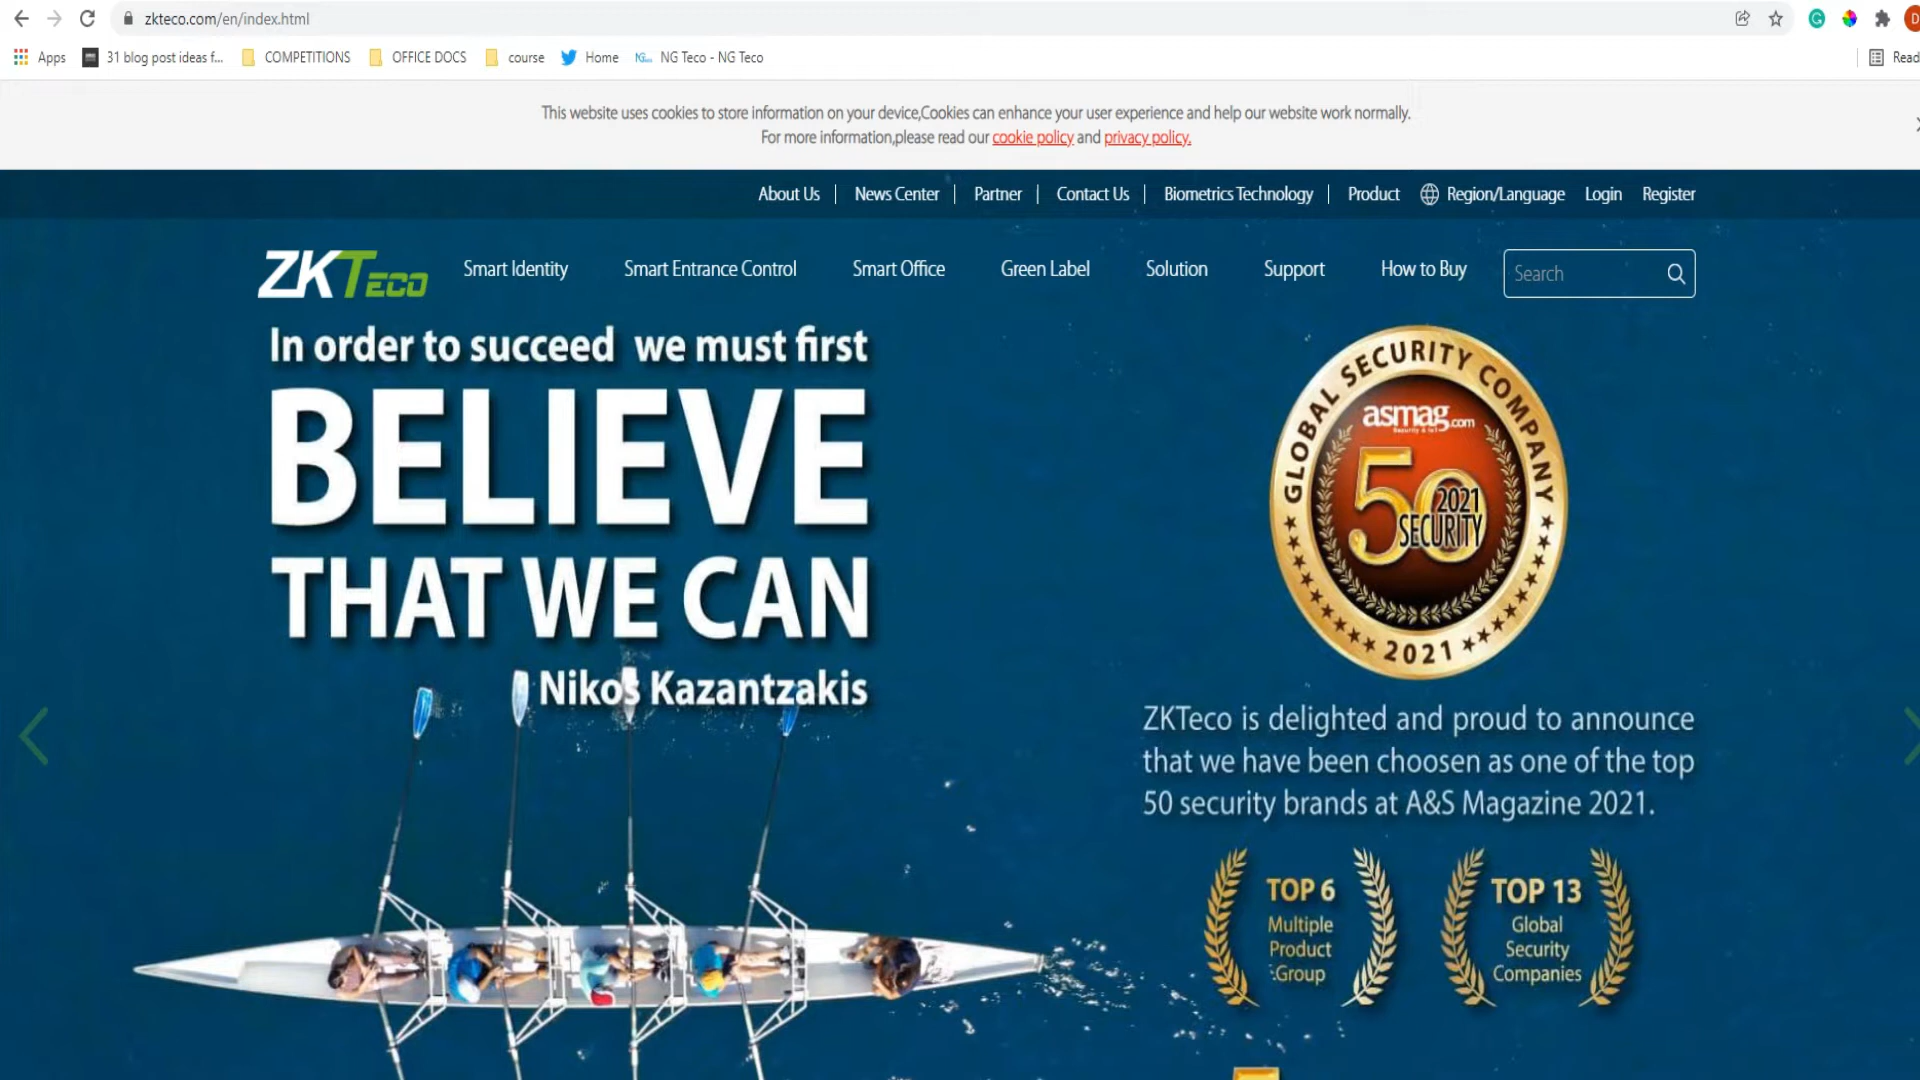 zkteco.com/en/index.html
Apps
31 blog post ideas f...
COMPETITIONS
OFFICE DOCS
course
Home
NG Teco - NG Teco
Read
This website uses cookies to store information on your device,Cookies can enhance your user experience and help our website work normally.
For more information,please read our cookie policy and privacy policy.
About Us | News Center | Partner | Contact Us | Biometrics Technology | Product Region/Language Login Register
ZKTECO
Smart Identity
Smart Entrance Control
Smart Office
Green Label
Solution
Support
How to Buy
Search
In order to succeed we must first
BELIEVE
THAT WE CAN
Nikos Kazantzakis
GLOBAL SECURITY COMPANY
asmag.com
Security & IoT
50
2021
SECURITY
2021
ZKTeco is delighted and proud to announce
that we have been choosen as one of the top
50 security brands at A&S Magazine 2021.
TOP 6
Multiple
Product
Group
TOP 13
Global
Security
Companies